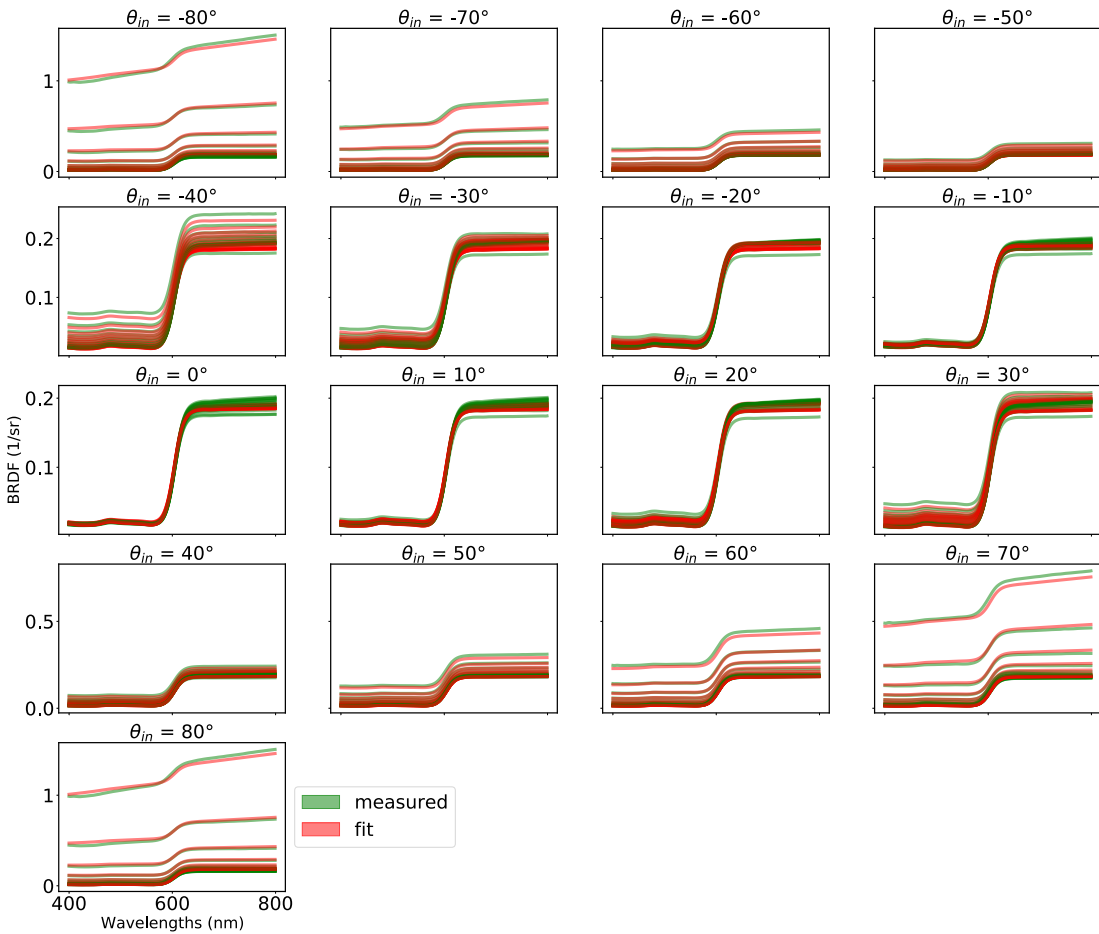 θin = -80°
θin = -70°
θin = -60°
θin = -50°
1
0
θin = -40°
θin = -30°
θin = -20°
θin = -10°
0.2
0.1
θin = 0°
θin = 10°
θin = 20°
θin = 30°
0.2
0.1
BRDF (1/sr)
θin = 40°
θin = 50°
θin = 60°
θin = 70°
0.5
0.0
θin = 80°
1
0
400
600
800
Wavelengths (nm)
measured
fit